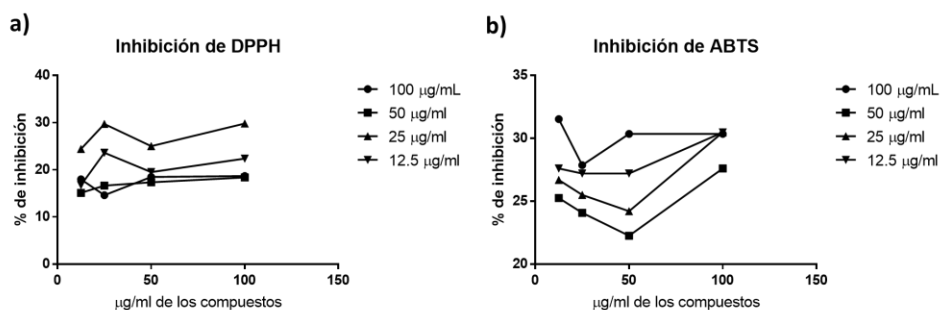 a)
Inhibición de DPPH
% de inhibición
40
30
20
10
0
0
50
100
150
μg/ml de los compuestos
100 μg/mL
50 μg/ml
25 μg/ml
12.5 μg/ml
b)
Inhibición de ABTS
% de inhibición
35
30
25
20
0
50
100
150
μg/ml de los compuestos
100 μg/mL
50 μg/ml
25 μg/ml
12.5 μg/ml